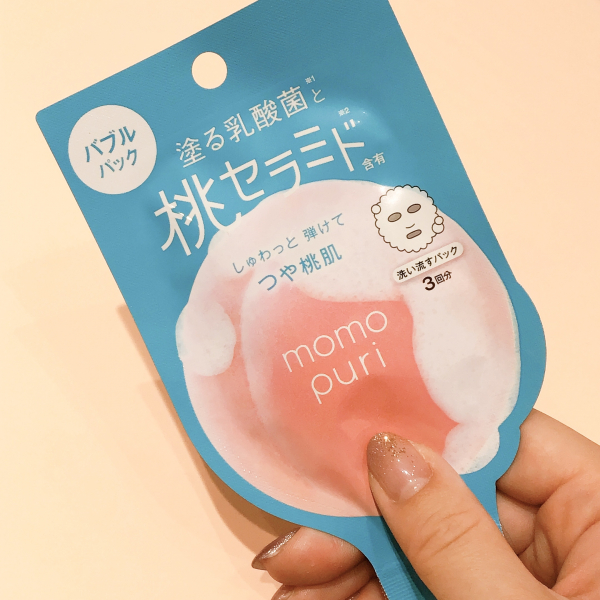 バブル
パック
塗る乳酸菌※1と
桃セラミド※2含有
しゅわっと 弾けて
つや桃肌
洗い流すパック
3回分
momo
puri